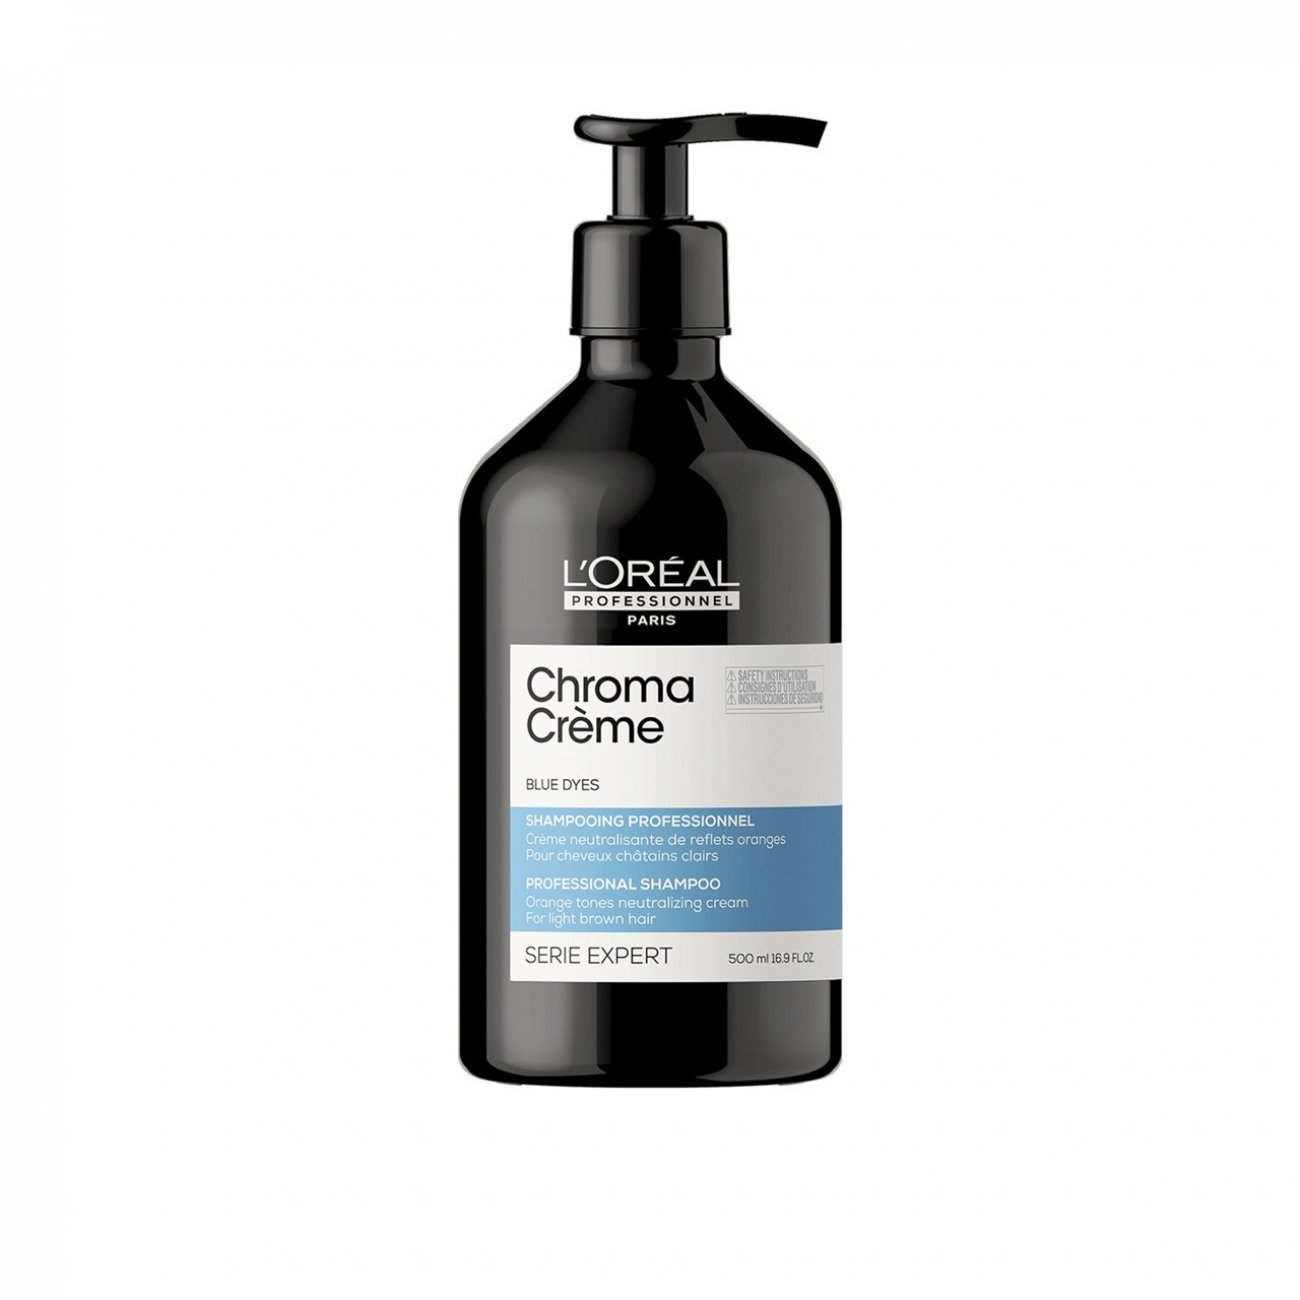 L'ORÉAL
PROFESSIONNEL
PARIS
Chroma
Crème
⚠ SAFETY INSTRUCTIONS
⚠ CONSIGNES D'UTILISATION
⚠ INSTRUCCIONES DE SEGURIDAD
BLUE DYES
SHAMPOOING PROFESSIONNEL
Crème neutralisante de reflets oranges
Pour cheveux châtains clairs
PROFESSIONAL SHAMPOO
Orange tones neutralizing cream
For light brown hair
SERIE EXPERT
500 ml 16.9 FL.OZ.